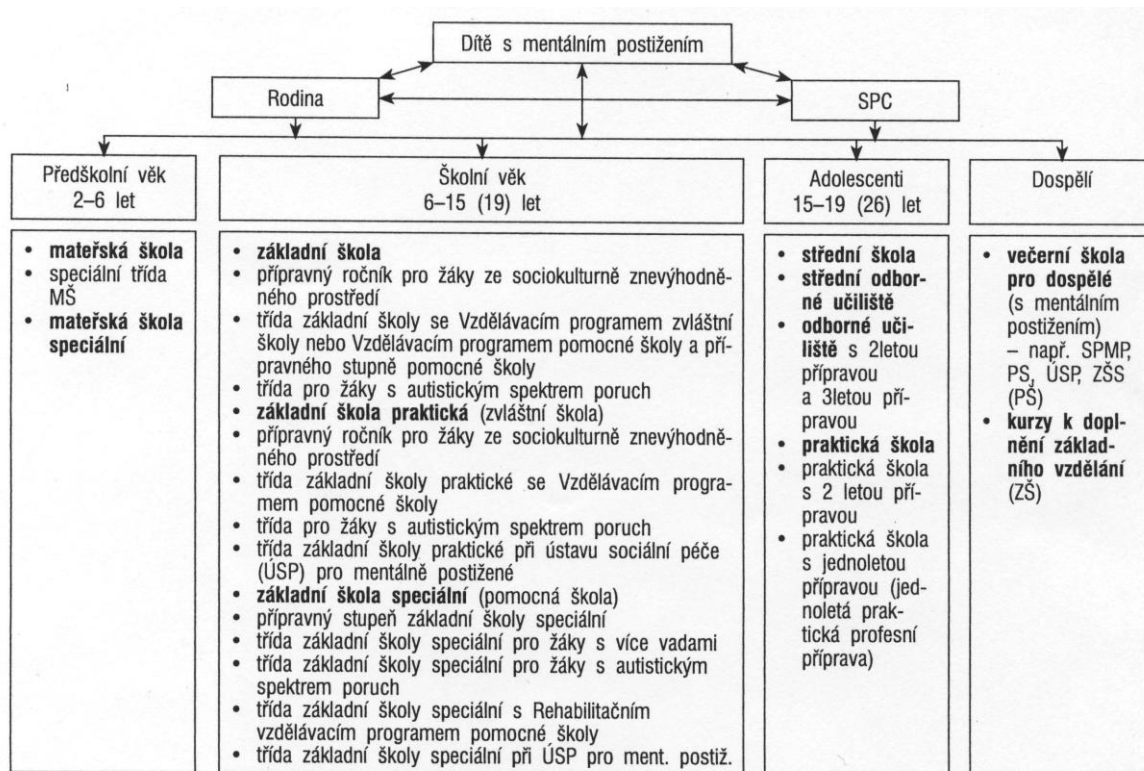 Dítě s mentálním postižením
Rodina
SPC
Předškolní věk
2–6 let
• mateřská škola
• speciální třída
MŠ
• mateřská škola
speciální
Školní věk
6–15 (19) let
• základní škola
• přípravný ročník pro žáky ze sociokulturně znevýhodně-
ného prostředí
• třída základní školy se Vzdělávacím programem zvláštní
školy nebo Vzdělávacím programem pomocné školy a pří-
pravného stupně pomocné školy
• třída pro žáky s autistickým spektrem poruch
• základní škola praktická (zvláštní škola)
• přípravný ročník pro žáky ze sociokulturně znevýhodně-
ného prostředí
• třída základní školy praktické se Vzdělávacím progra-
mem pomocné školy
• třída pro žáky s autistickým spektrem poruch
• třída základní školy praktické při ústavu sociální péče
(ÚSP) pro mentálně postižené
• základní škola speciální (pomocná škola)
• přípravný stupeň základní školy speciální
• třída základní školy speciální pro žáky s více vadami
• třída základní školy speciální pro žáky s autistickým
spektrem poruch
• třída základní školy speciální s Rehabilitačním
vzdělávacím programem pomocné školy
• třída základní školy speciální při ÚSP pro ment. postiž.
Adolescenti
15–19 (26) let
• střední škola
• střední odbor-
né učiliště
• odborné uči-
liště s 2letou
přípravou
a 3letou pří-
pravou
• praktická škola
• praktická škola
s 2 letou pří-
pravou
• praktická škola
s jednoletou
přípravou (jed-
noletá prak-
tická profesní
příprava)
Dospělí
• večerní škola
pro dospělé
(s mentálním
postižením)
– např. SPMP,
PS, ÚSP, ZŠS
(PŠ)
• kurzy k dopl-
nění základ-
ního vzdělání
(ZŠ)